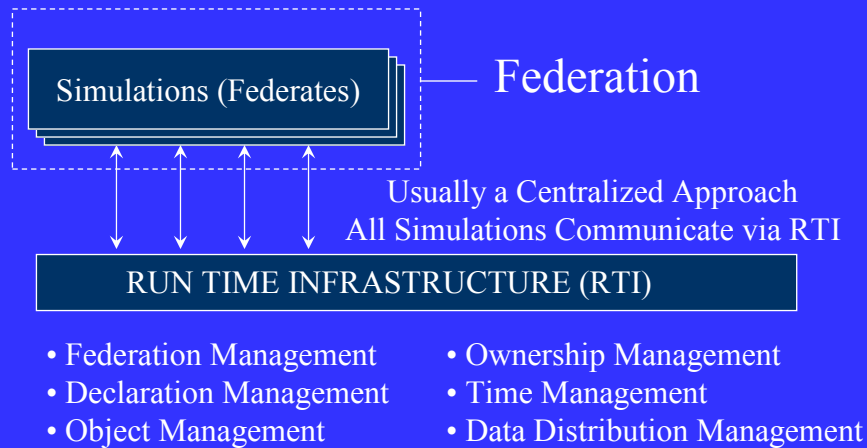 Simulations (Federates)
Federation
Usually a Centralized Approach
All Simulations Communicate via RTI
RUN TIME INFRASTRUCTURE (RTI)
• Federation Management
• Declaration Management
• Object Management
• Ownership Management
• Time Management
• Data Distribution Management